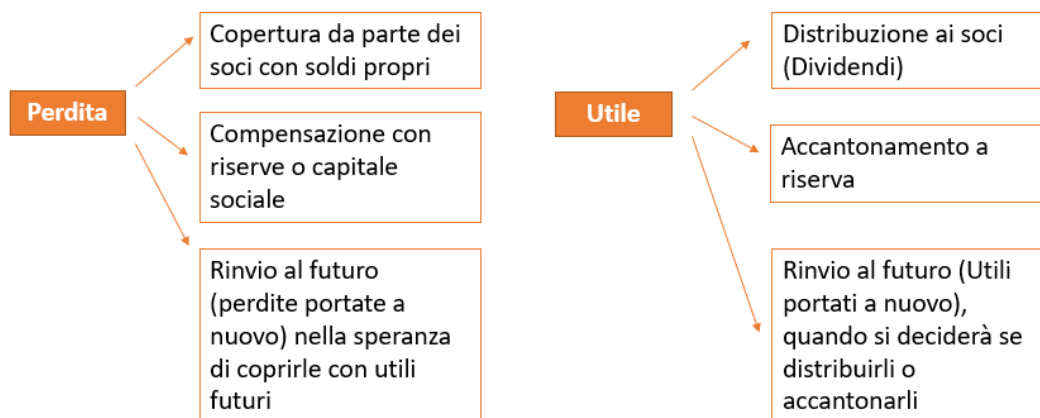 Perdita
Copertura da parte dei
soci con soldi propri
Compensazione con
riserve o capitale
sociale
Rinvio al futuro
(perdite portate a
nuovo) nella speranza
di coprirle con utili
futuri
Utile
Distribuzione ai soci
(Dividendi)
Accantonamento a
riserva
Rinvio al futuro (Utili
portati a nuovo),
quando si deciderà se
distribuirli o
accantonarli